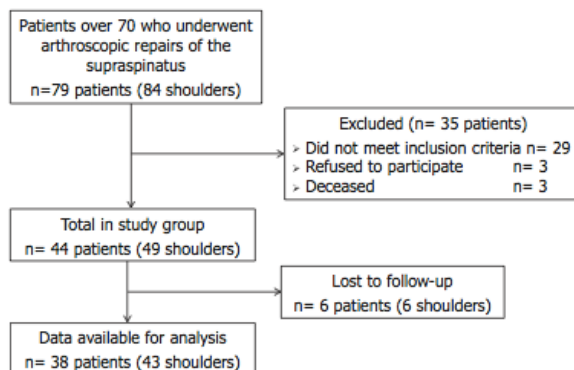 Patients over 70 who underwent
arthroscopic repairs of the
supraspinatus
n=79 patients (84 shoulders)
Excluded (n= 35 patients)
➢ Did not meet inclusion criteria n= 29
➢ Refused to participate n= 3
➢ Deceased n= 3
Total in study group
n= 44 patients (49 shoulders)
Lost to follow-up
n= 6 patients (6 shoulders)
Data available for analysis
n= 38 patients (43 shoulders)